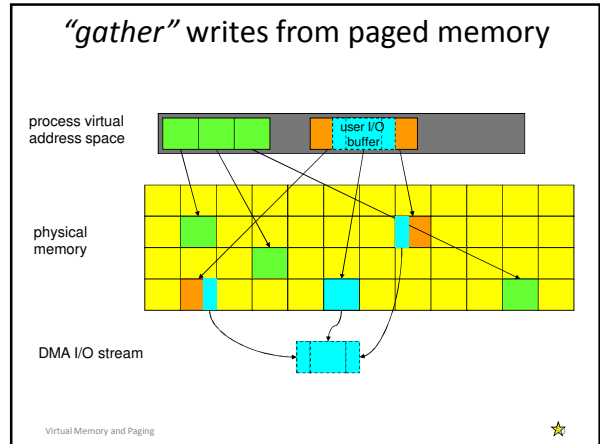 “gather” writes from paged memory
process virtual
address space
user I/O
buffer
physical
memory
DMA I/O stream
Virtual Memory and Paging